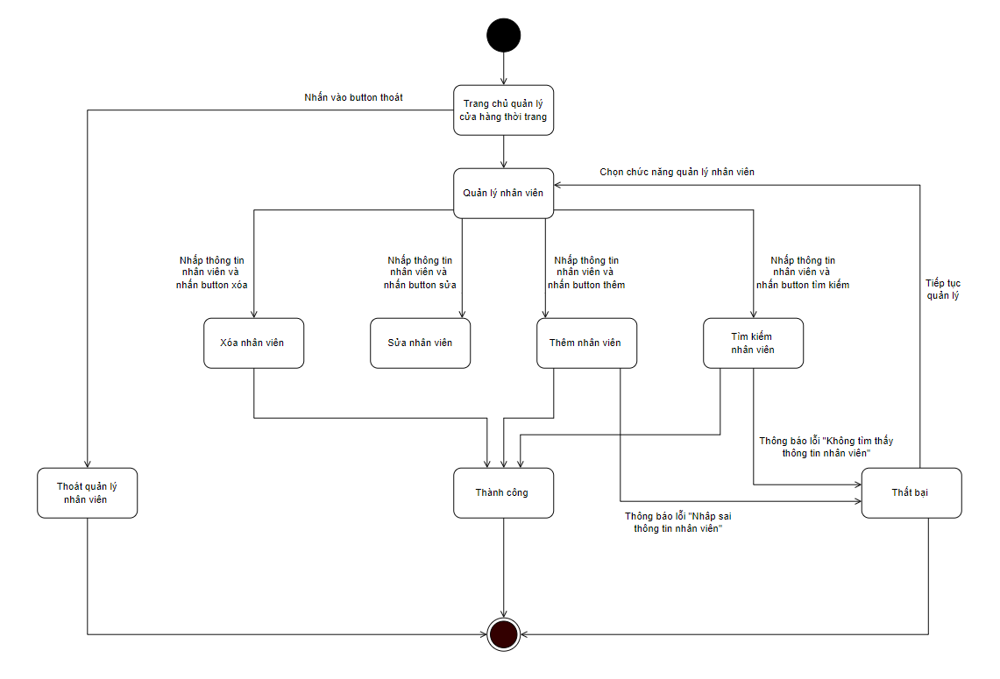 Nhấn vào button thoát
Trang chủ quản lý
cửa hàng thời trang
Chọn chức năng quản lý nhân viên
Quản lý nhân viên
Nhấp thông tin
nhân viên và
nhấn button xóa
Nhấp thông tin
nhân viên và
nhấn button sửa
Nhấp thông tin
nhân viên và
nhấn button thêm
Nhấp thông tin
nhân viên và
nhấn button tìm kiếm
Tiếp tục
quản lý
Xóa nhân viên
Sửa nhân viên
Thêm nhân viên
Tìm kiếm
nhân viên
Thông báo lỗi "Không tìm thấy
thông tin nhân viên"
Thoát quản lý
nhân viên
Thành công
Thất bại
Thông báo lỗi "Nhâp sai
thông tin nhân viên"